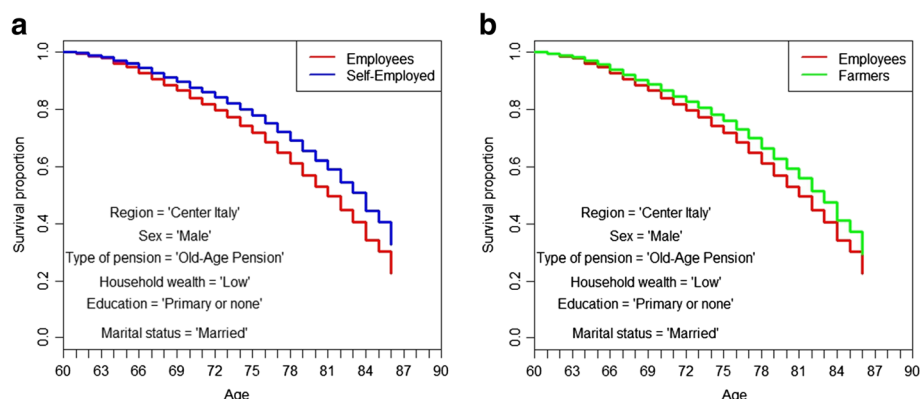 a
Employees
Self-Employed
Survival proportion
1.0
0.8
0.6
0.4
0.2
0.0
Region = 'Center Italy'
Sex = 'Male'
Type of pension = 'Old-Age Pension'
Household wealth = 'Low'
Education = 'Primary or none'
Marital status = 'Married'
60 63 66 69 72 75 78 81 84 87 90
Age
b
Employees
Farmers
Survival proportion
1.0
0.8
0.6
0.4
0.2
0.0
Region = 'Center Italy'
Sex = 'Male'
Type of pension = 'Old-Age Pension'
Household wealth = 'Low'
Education = 'Primary or none'
Marital status = 'Married'
60 63 66 69 72 75 78 81 84 87 90
Age